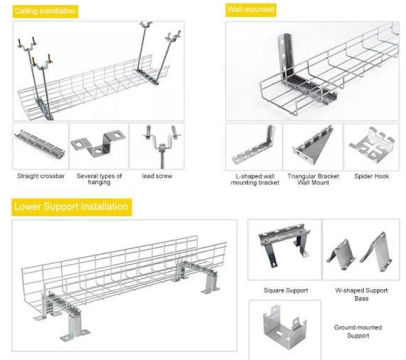 Ceiling installation
Wall-mounted
Straight crossbar
Several types of
hanging
lead screw
L-shaped wall
mounting bracket
Triangular Bracket
Wall Mount
Spider Hook
Lower Support Installation
Square Support
W-shaped Support
Base
Ground-mounted
Support